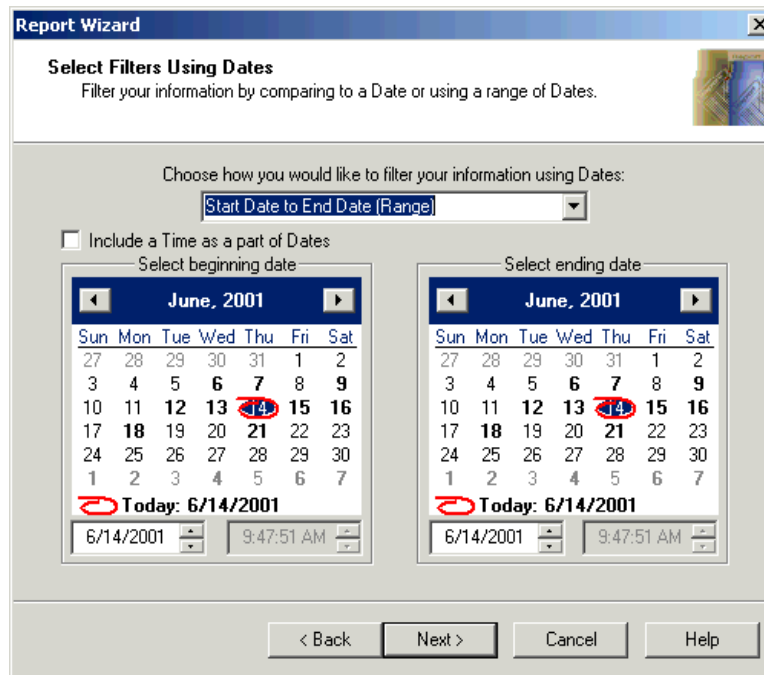 Report Wizard
Select Filters Using Dates
Filter your information by comparing to a Date or using a range of Dates.
Choose how you would like to filter your information using Dates:
Start Date to End Date (Range)
Include a Time as a part of Dates
Select beginning date
June, 2001
Sun Mon Tue Wed Thu Fri Sat
27 28 29 30 31 1 2
3 4 5 6 7 8 9
10 11 12 13 14 15 16
17 18 19 20 21 22 23
24 25 26 27 28 29 30
1 2 3 4 5 6 7
Today: 6/14/2001
6/14/2001 9:47:51 AM
Select ending date
June, 2001
Sun Mon Tue Wed Thu Fri Sat
27 28 29 30 31 1 2
3 4 5 6 7 8 9
10 11 12 13 14 15 16
17 18 19 20 21 22 23
24 25 26 27 28 29 30
1 2 3 4 5 6 7
Today: 6/14/2001
6/14/2001 9:47:51 AM
< Back Next > Cancel Help